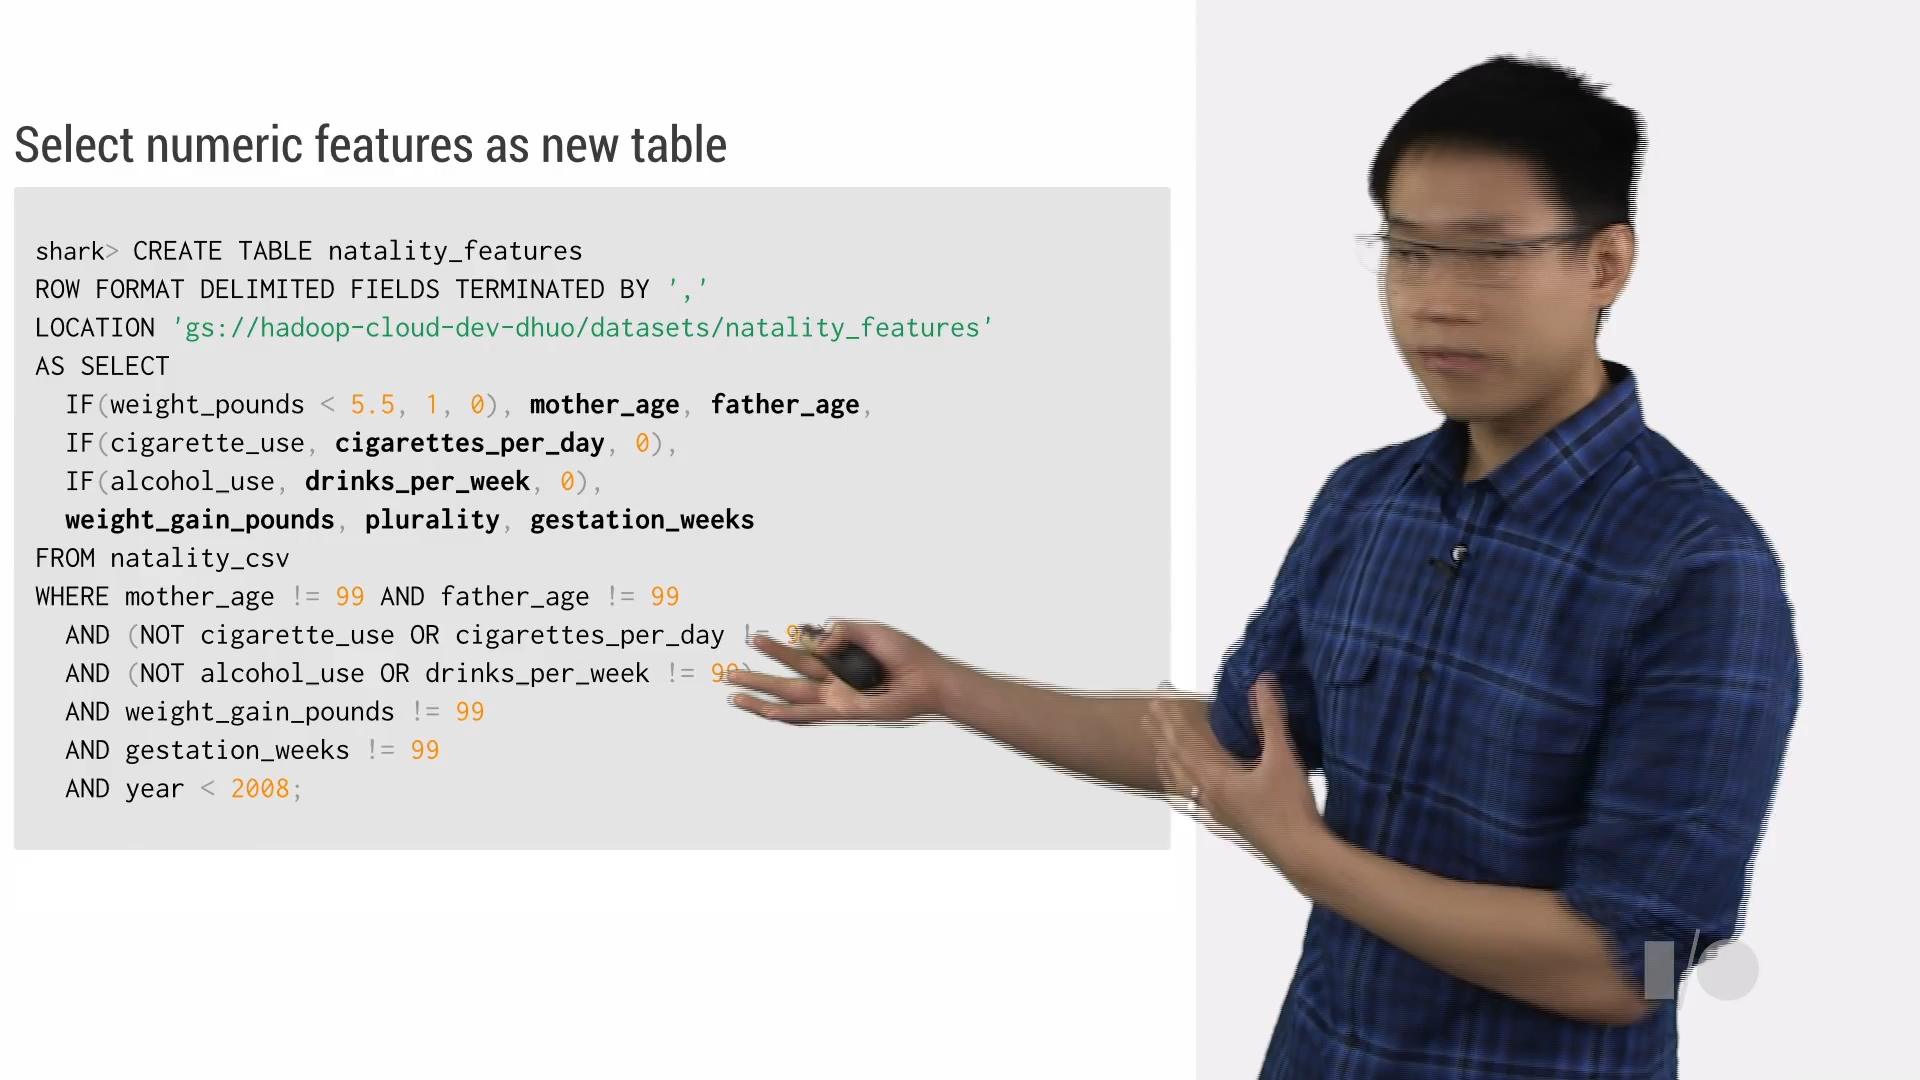 Select numeric features as new table
shark> CREATE TABLE natality_features
ROW FORMAT DELIMITED FIELDS TERMINATED BY ','
LOCATION 'gs://hadoop-cloud-dev-dhuo/datasets/natality_features'
AS SELECT
IF(weight_pounds < 5.5, 1, 0), mother_age, father_age,
IF(cigarette_use, cigarettes_per_day, 0),
IF(alcohol_use, drinks_per_week, 0),
weight_gain_pounds, plurality, gestation_weeks
FROM natality_csv
WHERE mother_age != 99 AND father_age != 99
AND (NOT cigarette_use OR cigarettes_per_day !=
AND (NOT alcohol_use OR drinks_per_week != 99)
AND weight_gain_pounds != 99
AND gestation_weeks != 99
AND year < 2008;
I/O